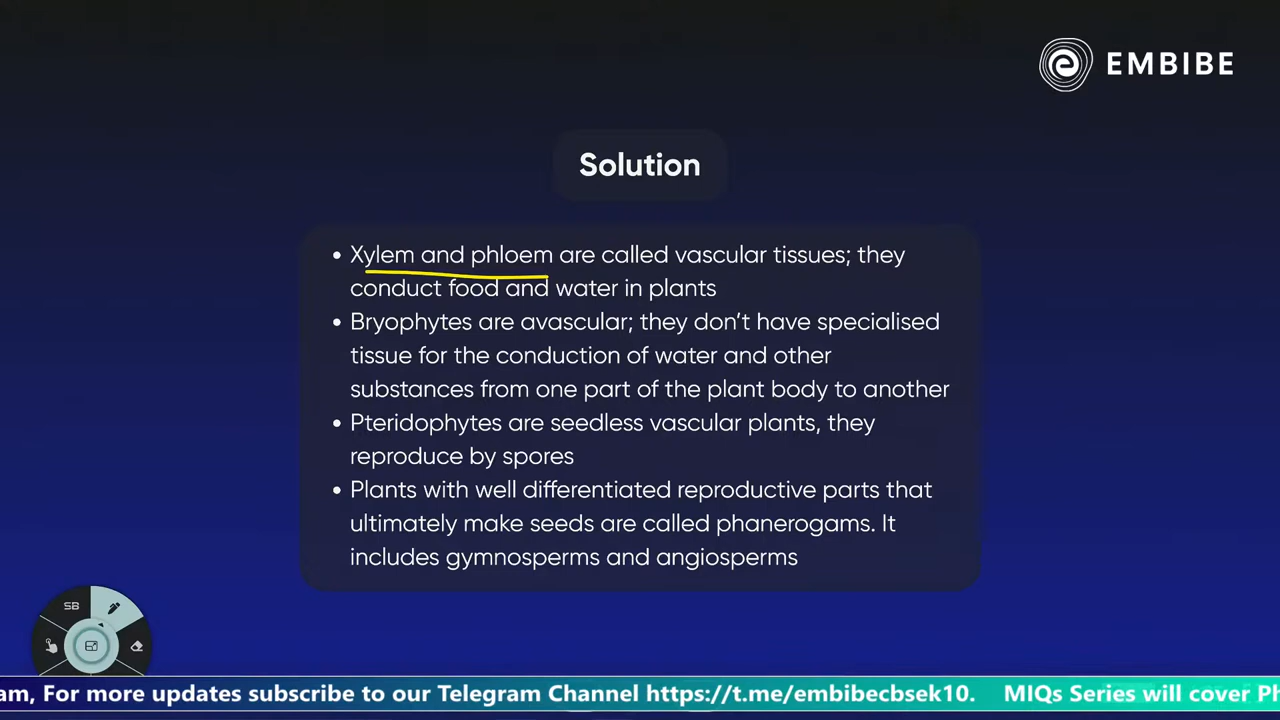 EMBIBE
Solution
• Xylem and phloem are called vascular tissues; they
conduct food and water in plants
• Bryophytes are avascular; they don't have specialised
tissue for the conduction of water and other
substances from one part of the plant body to another
• Pteridophytes are seedless vascular plants, they
reproduce by spores
• Plants with well differentiated reproductive parts that
ultimately make seeds are called phanerogams. It
includes gymnosperms and angiosperms
SB
am, For more updates subscribe to our Telegram Channel https://t.me/embibecbsek10. MIQs Series will cover Ph